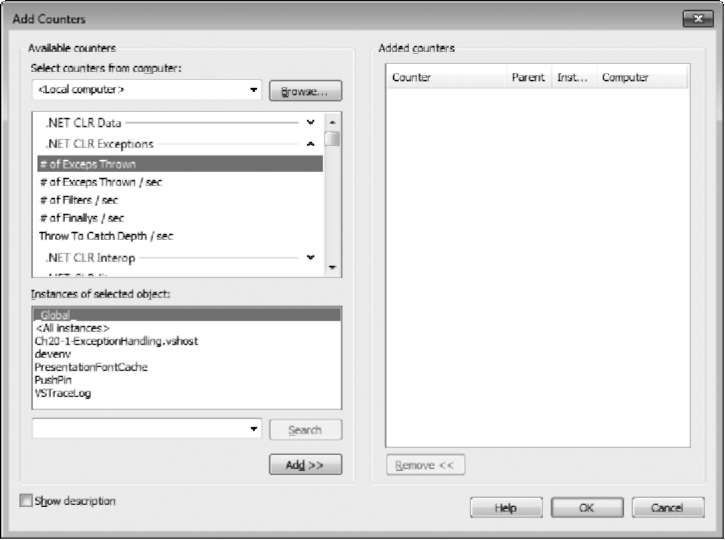 Add Counters
Available counters
Select counters from computer:
<Local computer>
Browse...
.NET CLR Data
.NET CLR Exceptions
# of Exceps Thrown
# of Exceps Thrown / sec
# of Filters / sec
# of Finallys / sec
Throw To Catch Depth / sec
.NET CLR Interop
Instances of selected object:
_Global_
<All instances>
Ch20-1-ExceptionHandling.vshost
devenv
PresentationFontCache
PushPin
VSTraceLog
Search
Add >>
Show description
Added counters
Counter Parent Inst... Computer
Remove <<
Help OK Cancel